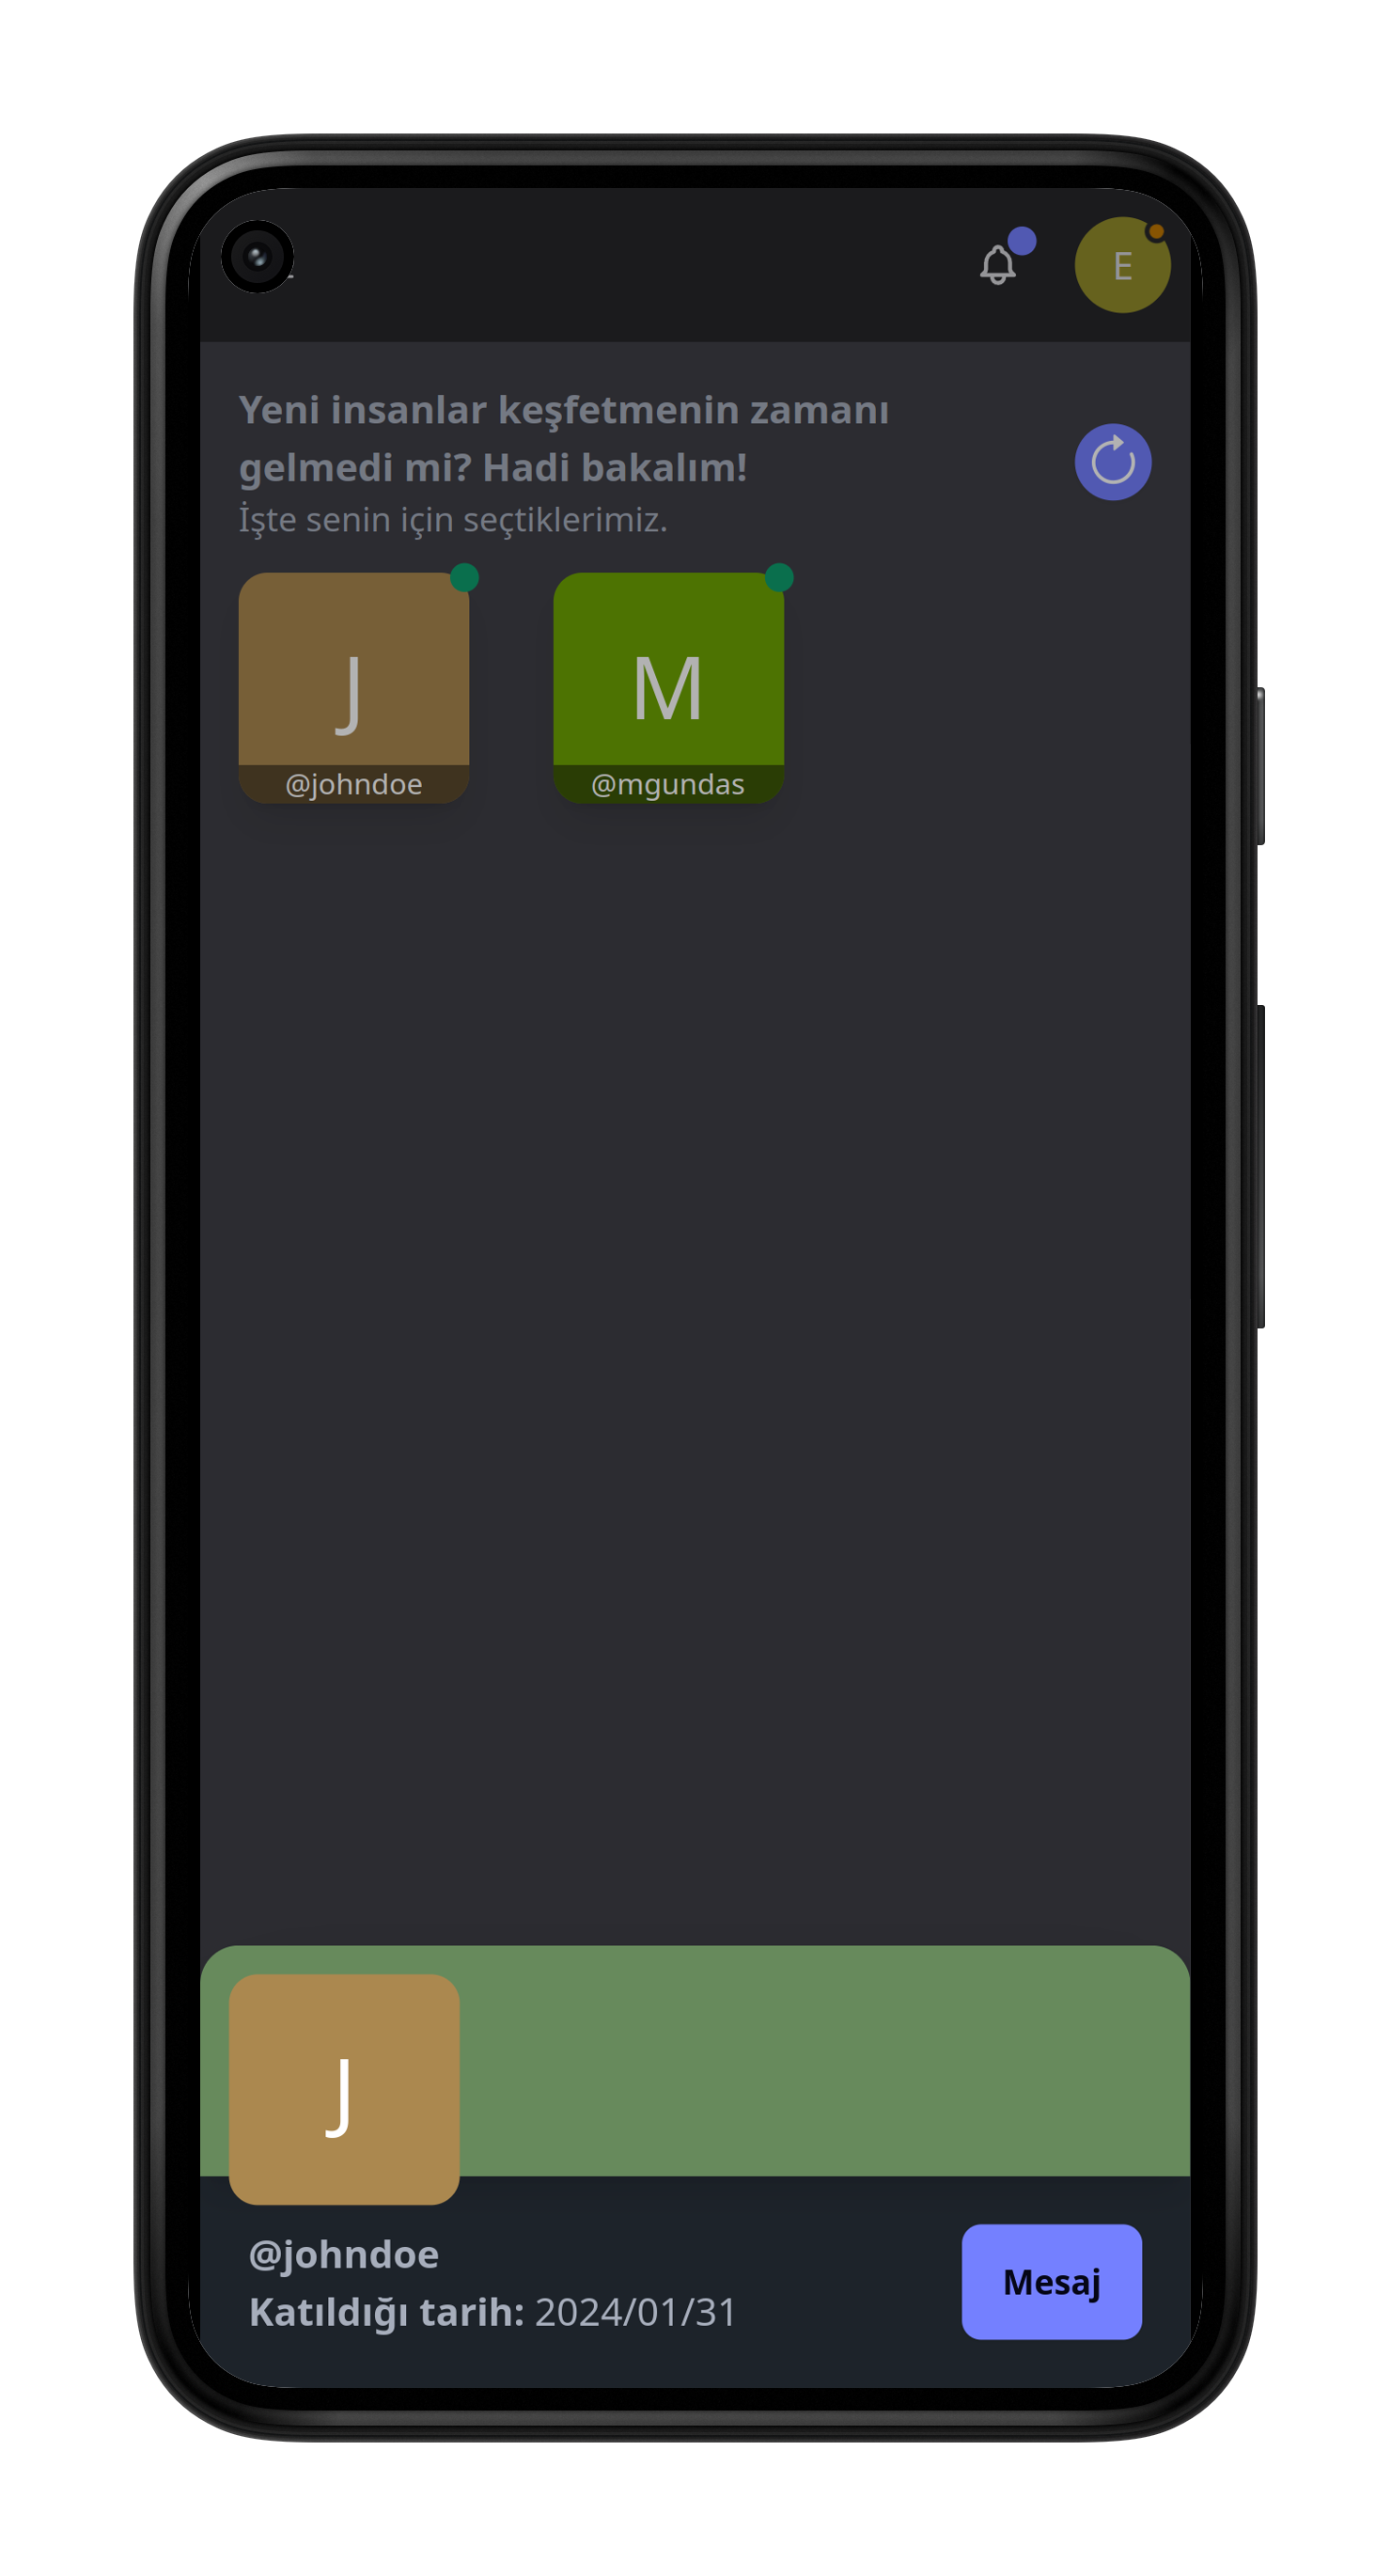 E
Yeni insanlar keşfetmenin zamanı
gelmedi mi? Hadi bakalım!
İşte senin için seçtiklerimiz.
J
M
@johndoe
@mgundas
J
@johndoe
Katıldığı tarih: 2024/01/31
Mesaj